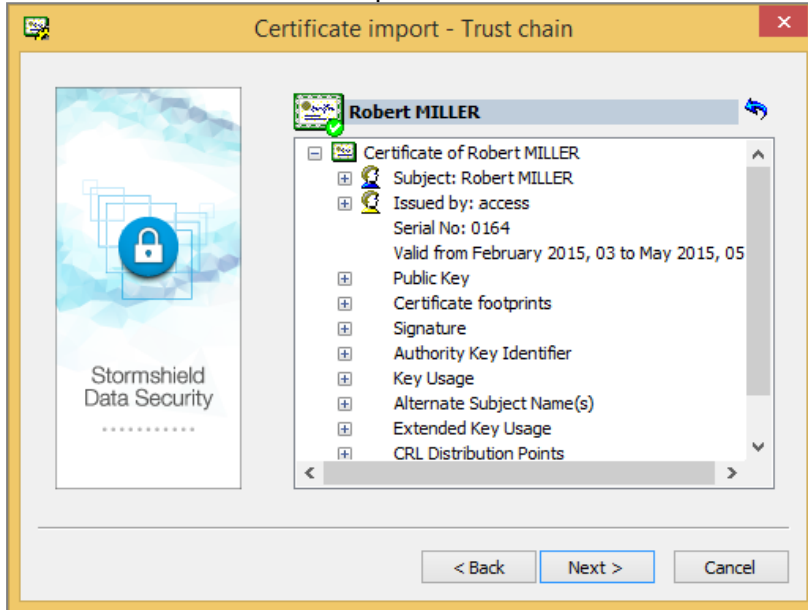 Certificate import - Trust chain
Robert MILLER
Certificate of Robert MILLER
Subject: Robert MILLER
Issued by: access
Serial No: 0164
Valid from February 2015, 03 to May 2015, 05
Public Key
Certificate footprints
Signature
Authority Key Identifier
Key Usage
Alternate Subject Name(s)
Extended Key Usage
CRL Distribution Points
Stormshield
Data Security
< Back
Next >
Cancel